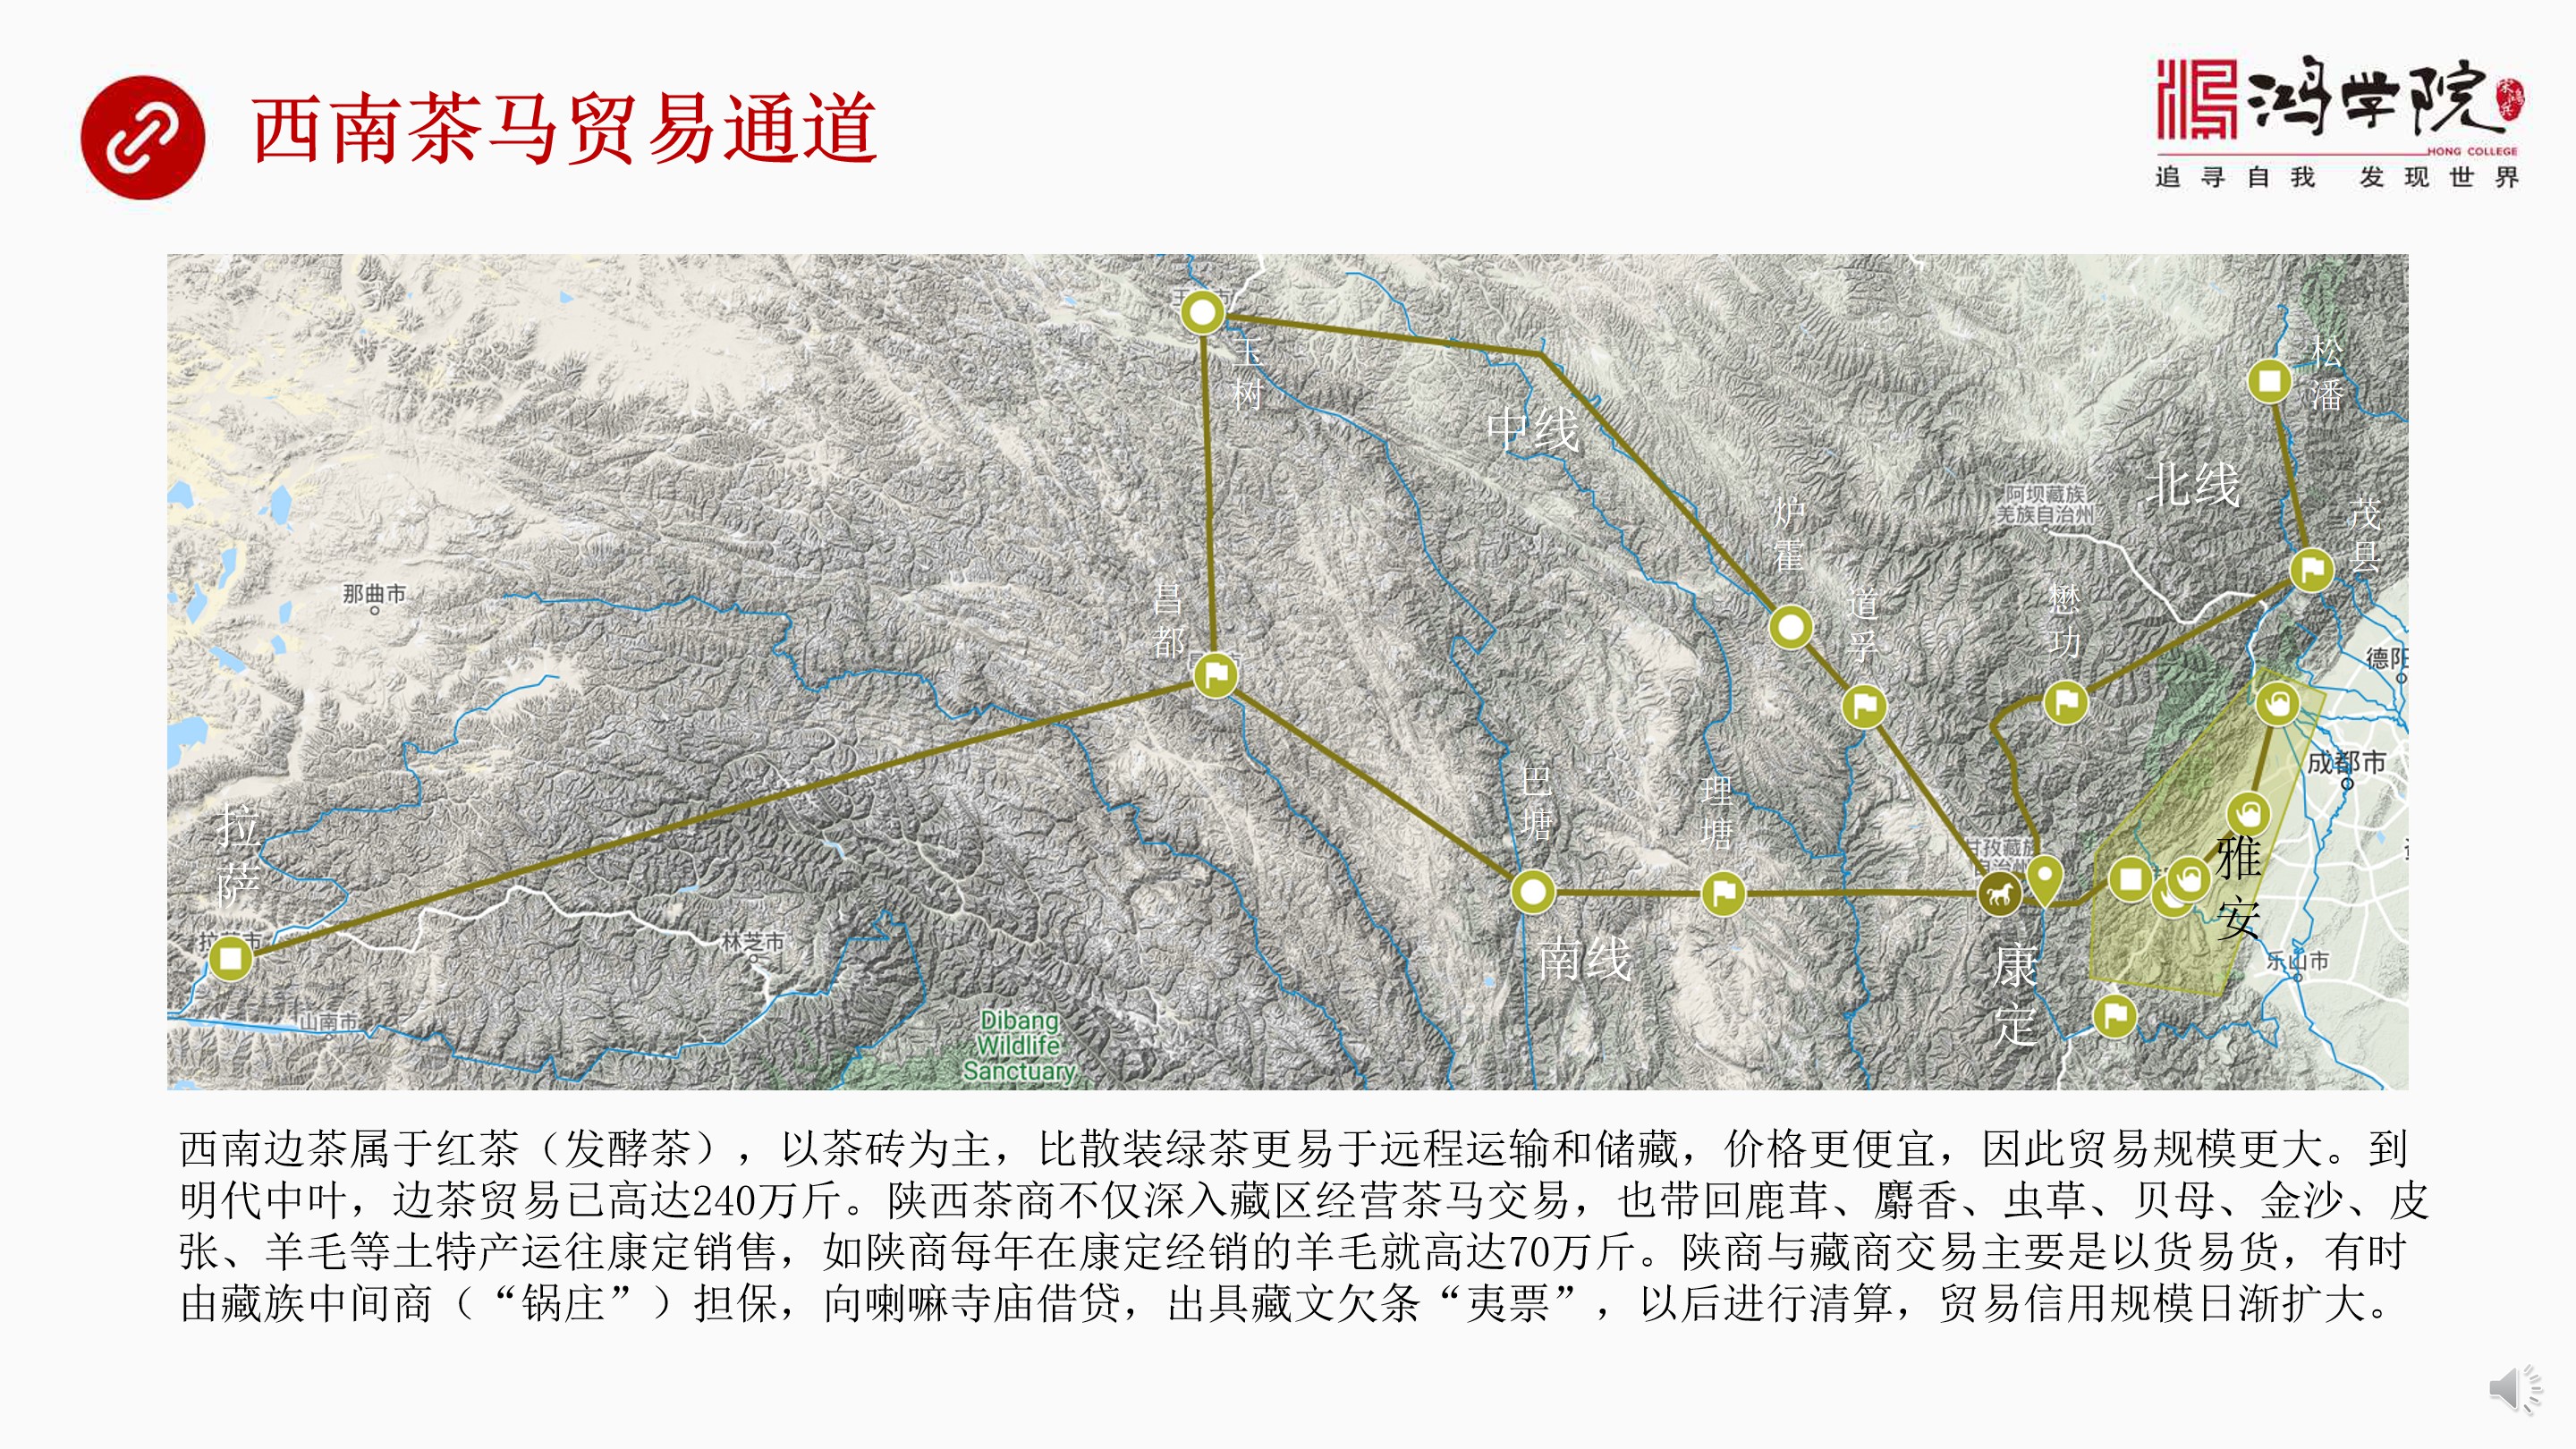 西南茶马贸易通道
鸿学院
HONG COLLEGE
追寻自我 发现世界
玉树
松潘
中线
北线
阿坝藏族
羌族自治州
茂县
炉霍
道孚
懋功
那曲市
昌都
德阳
成都市
巴塘
理塘
拉萨
甘孜藏族
自治州
雅安
拉萨市
林芝市
南线
康定
乐山市
山南市
Dibang
Wildlife
Sanctuary
西南边茶属于红茶（发酵茶），以茶砖为主，比散装绿茶更易于远程运输和储藏，价格更便宜，因此贸易规模更大。到
明代中叶，边茶贸易已高达240万斤。陕西茶商不仅深入藏区经营茶马交易，也带回鹿茸、麝香、虫草、贝母、金沙、皮
张、羊毛等土特产运往康定销售，如陕商每年在康定经销的羊毛就高达70万斤。陕商与藏商交易主要是以货易货，有时
由藏族中间商（“锅庄”）担保，向喇嘛寺庙借贷，出具藏文欠条“夷票”，以后进行清算，贸易信用规模日渐扩大。